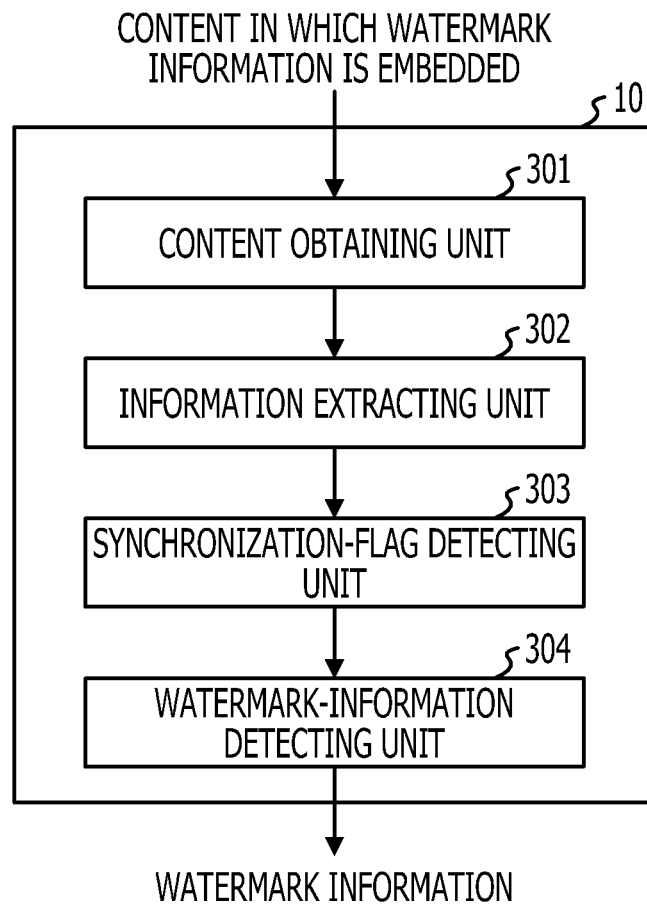 CONTENT IN WHICH WATERMARK
INFORMATION IS EMBEDDED
10
301
CONTENT OBTAINING UNIT
302
INFORMATION EXTRACTING UNIT
303
SYNCHRONIZATION-FLAG DETECTING
UNIT
304
WATERMARK-INFORMATION
DETECTING UNIT
WATERMARK INFORMATION